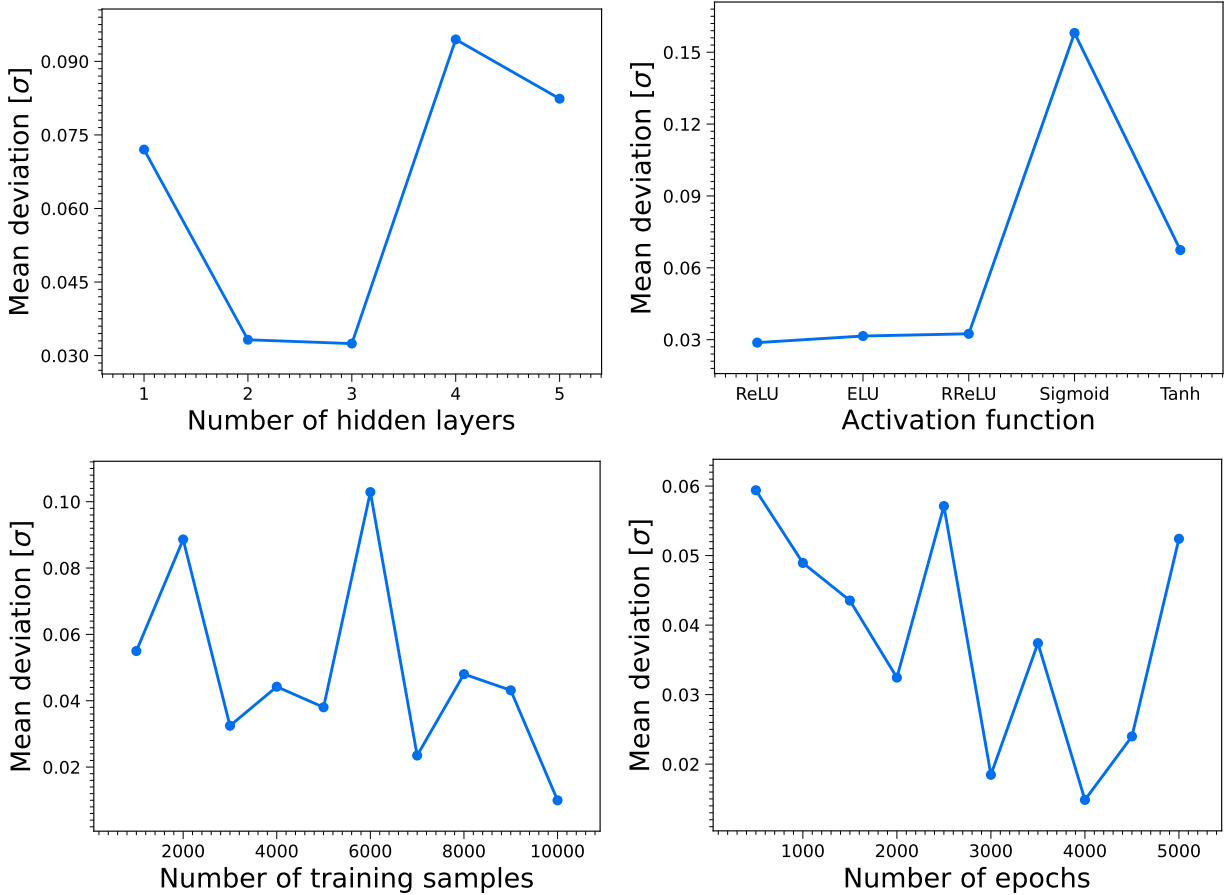 Mean deviation [σ]
0.090
0.075
0.060
0.045
0.030
1 2 3 4 5
Number of hidden layers
Mean deviation [σ]
0.15
0.12
0.09
0.06
0.03
ReLU ELU RReLU Sigmoid Tanh
Activation function
Mean deviation [σ]
0.10
0.08
0.06
0.04
0.02
2000 4000 6000 8000 10000
Number of training samples
Mean deviation [σ]
0.06
0.05
0.04
0.03
0.02
1000 2000 3000 4000 5000
Number of epochs